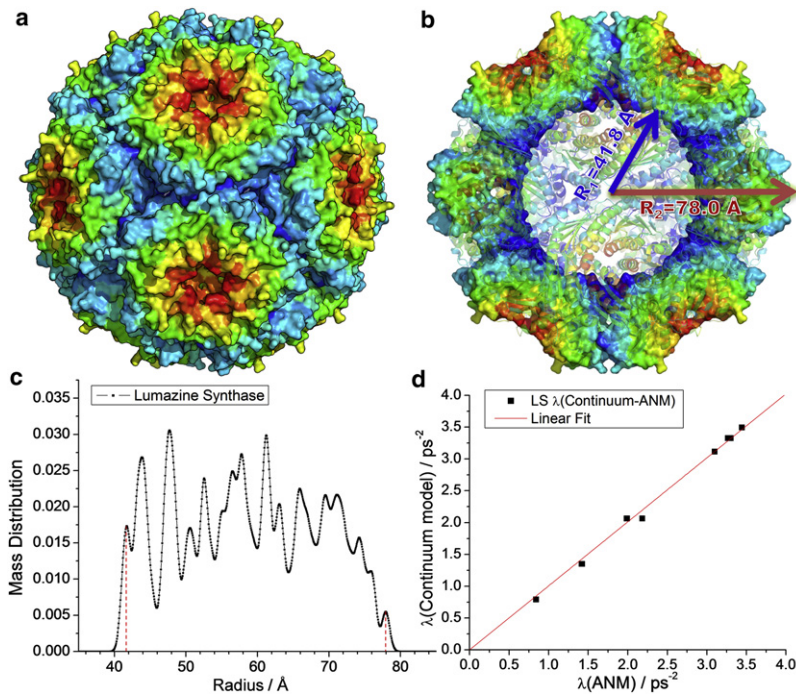 a
b
R₁=41.8 A
R₂=78.0 A
c
Lumazine Synthase
Mass Distribution
0.035
0.030
0.025
0.020
0.015
0.010
0.005
0.000
40 50 60 70 80
Radius / Å
d
LS λ(Continuum-ANM)
Linear Fit
λ(Continuum model) / ps⁻²
4.0
3.5
3.0
2.5
2.0
1.5
1.0
0.5
0.0
0.0 0.5 1.0 1.5 2.0 2.5 3.0 3.5 4.0
λ(ANM) / ps⁻²